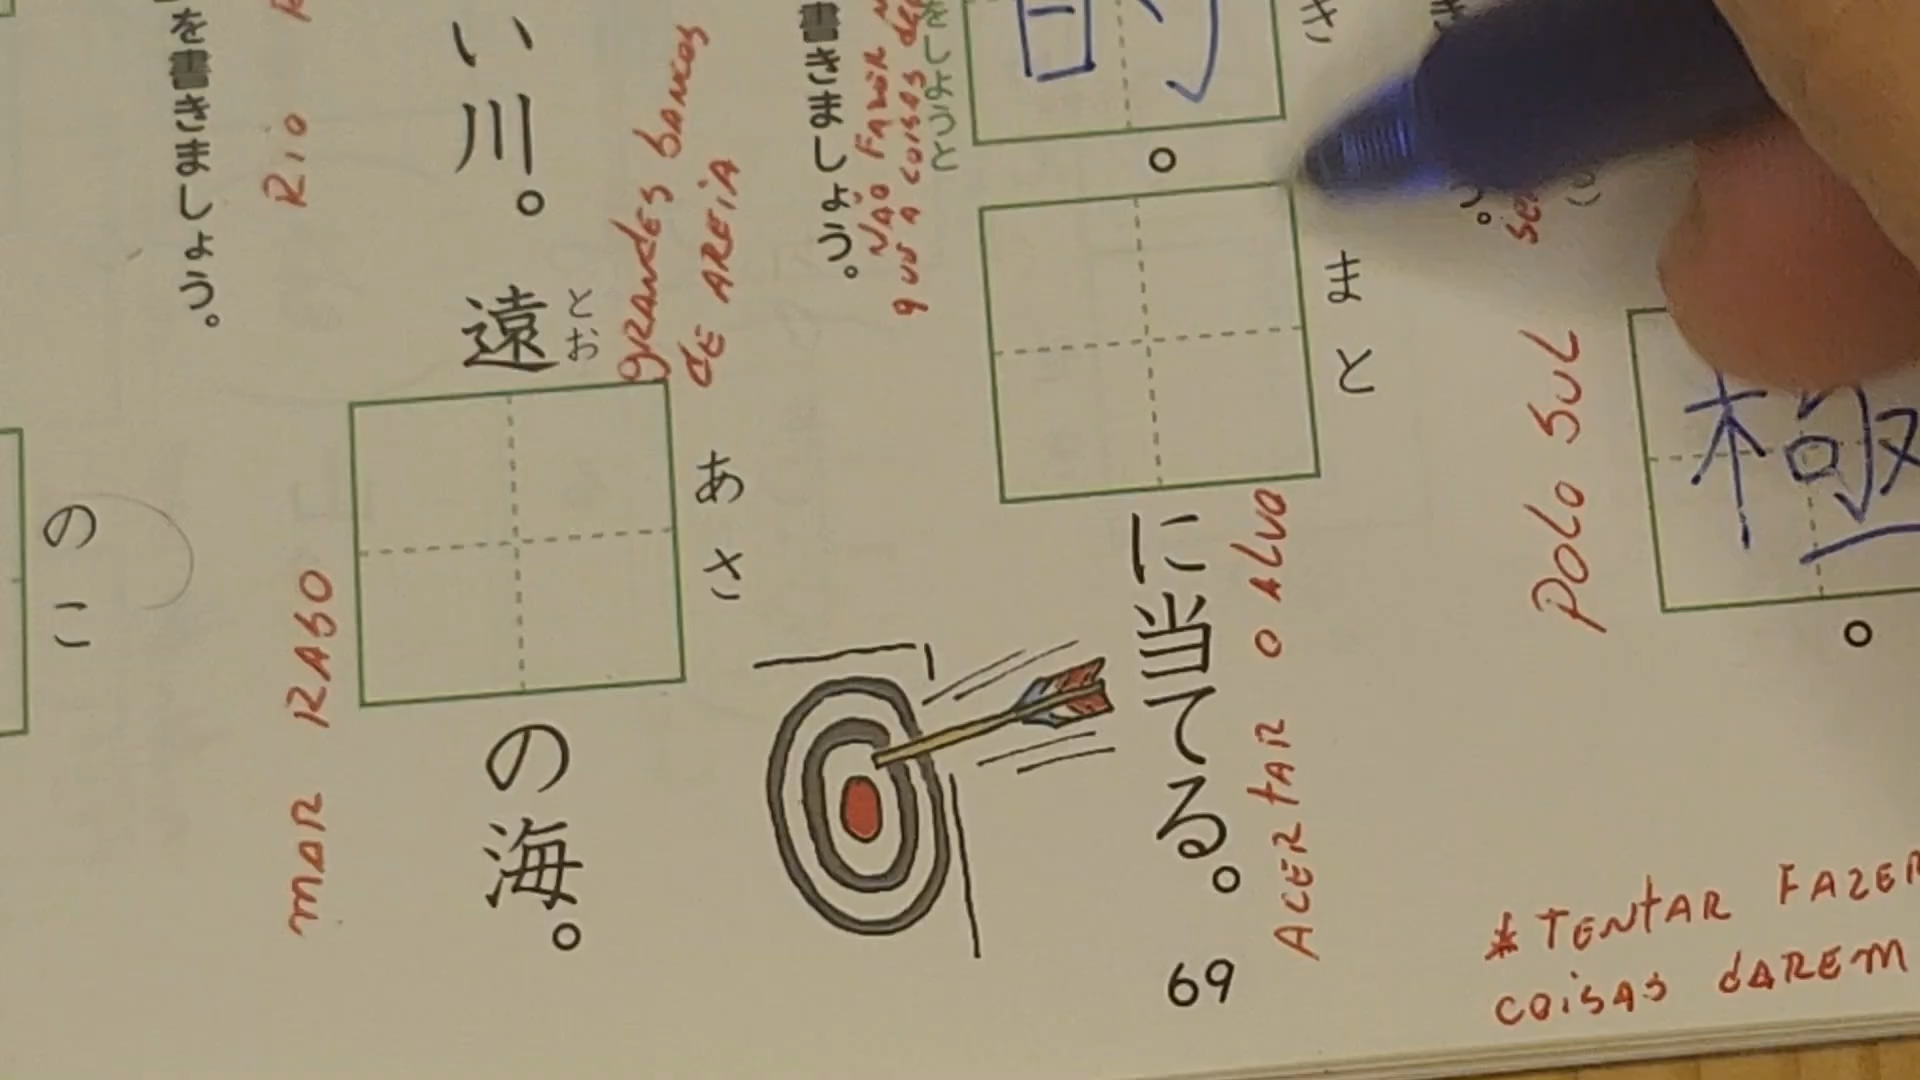 POLO SUL
極。
的。
まと
に当てる。
ACERTAR O ALVO
* TENTAR FAZER
COISAS DAREM
69
をしようと
NÃO FAZER
QUE A COISAS
書きましょう。
grandes bancos
DE AREIA
い川。遠
とお
あさ
の海。
RIO
MAR RASO
を書きましょう。
のこ